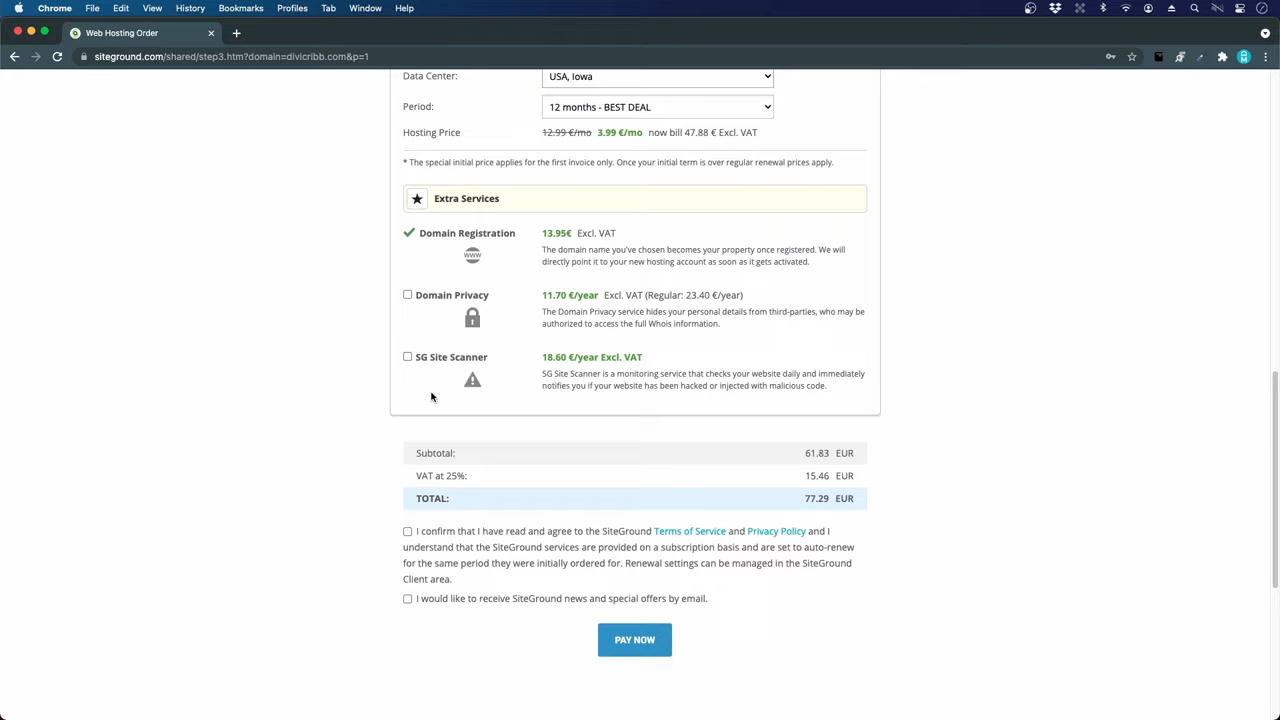 Chrome File Edit View History Bookmarks Profiles Tab Window Help
Web Hosting Order
siteground.com/shared/step3.htm?domain=divicribb.com&p=1
Data Center: USA, Iowa
Period: 12 months - BEST DEAL
Hosting Price 12.99 €/mo 3.99 €/mo now bill 47.88 € Excl. VAT
* The special initial price applies for the first invoice only. Once your initial term is over regular renewal prices apply.
Extra Services
Domain Registration 13.95€ Excl. VAT
www
The domain name you've chosen becomes your property once registered. We will
directly point it to your new hosting account as soon as it gets activated.
Domain Privacy 11.70 €/year Excl. VAT (Regular: 23.40 €/year)
The Domain Privacy service hides your personal details from third-parties, who may be
authorized to access the full Whois information.
SG Site Scanner 18.60 €/year Excl. VAT
SG Site Scanner is a monitoring service that checks your website daily and immediately
notifies you if your website has been hacked or injected with malicious code.
Subtotal: 61.83 EUR
VAT at 25%: 15.46 EUR
TOTAL: 77.29 EUR
I confirm that I have read and agree to the SiteGround Terms of Service and Privacy Policy and I
understand that the SiteGround services are provided on a subscription basis and are set to auto-renew
for the same period they were initially ordered for. Renewal settings can be managed in the SiteGround
Client area.
I would like to receive SiteGround news and special offers by email.
PAY NOW